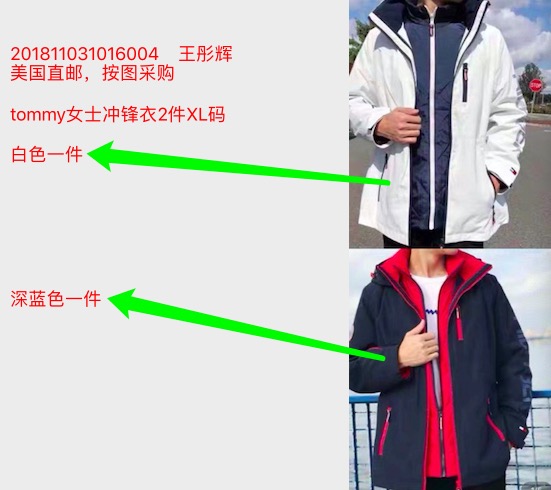 201811031016004 王彤辉
美国直邮，按图采购
tommy女士冲锋衣2件XL码
白色一件
STOP
深蓝色一件